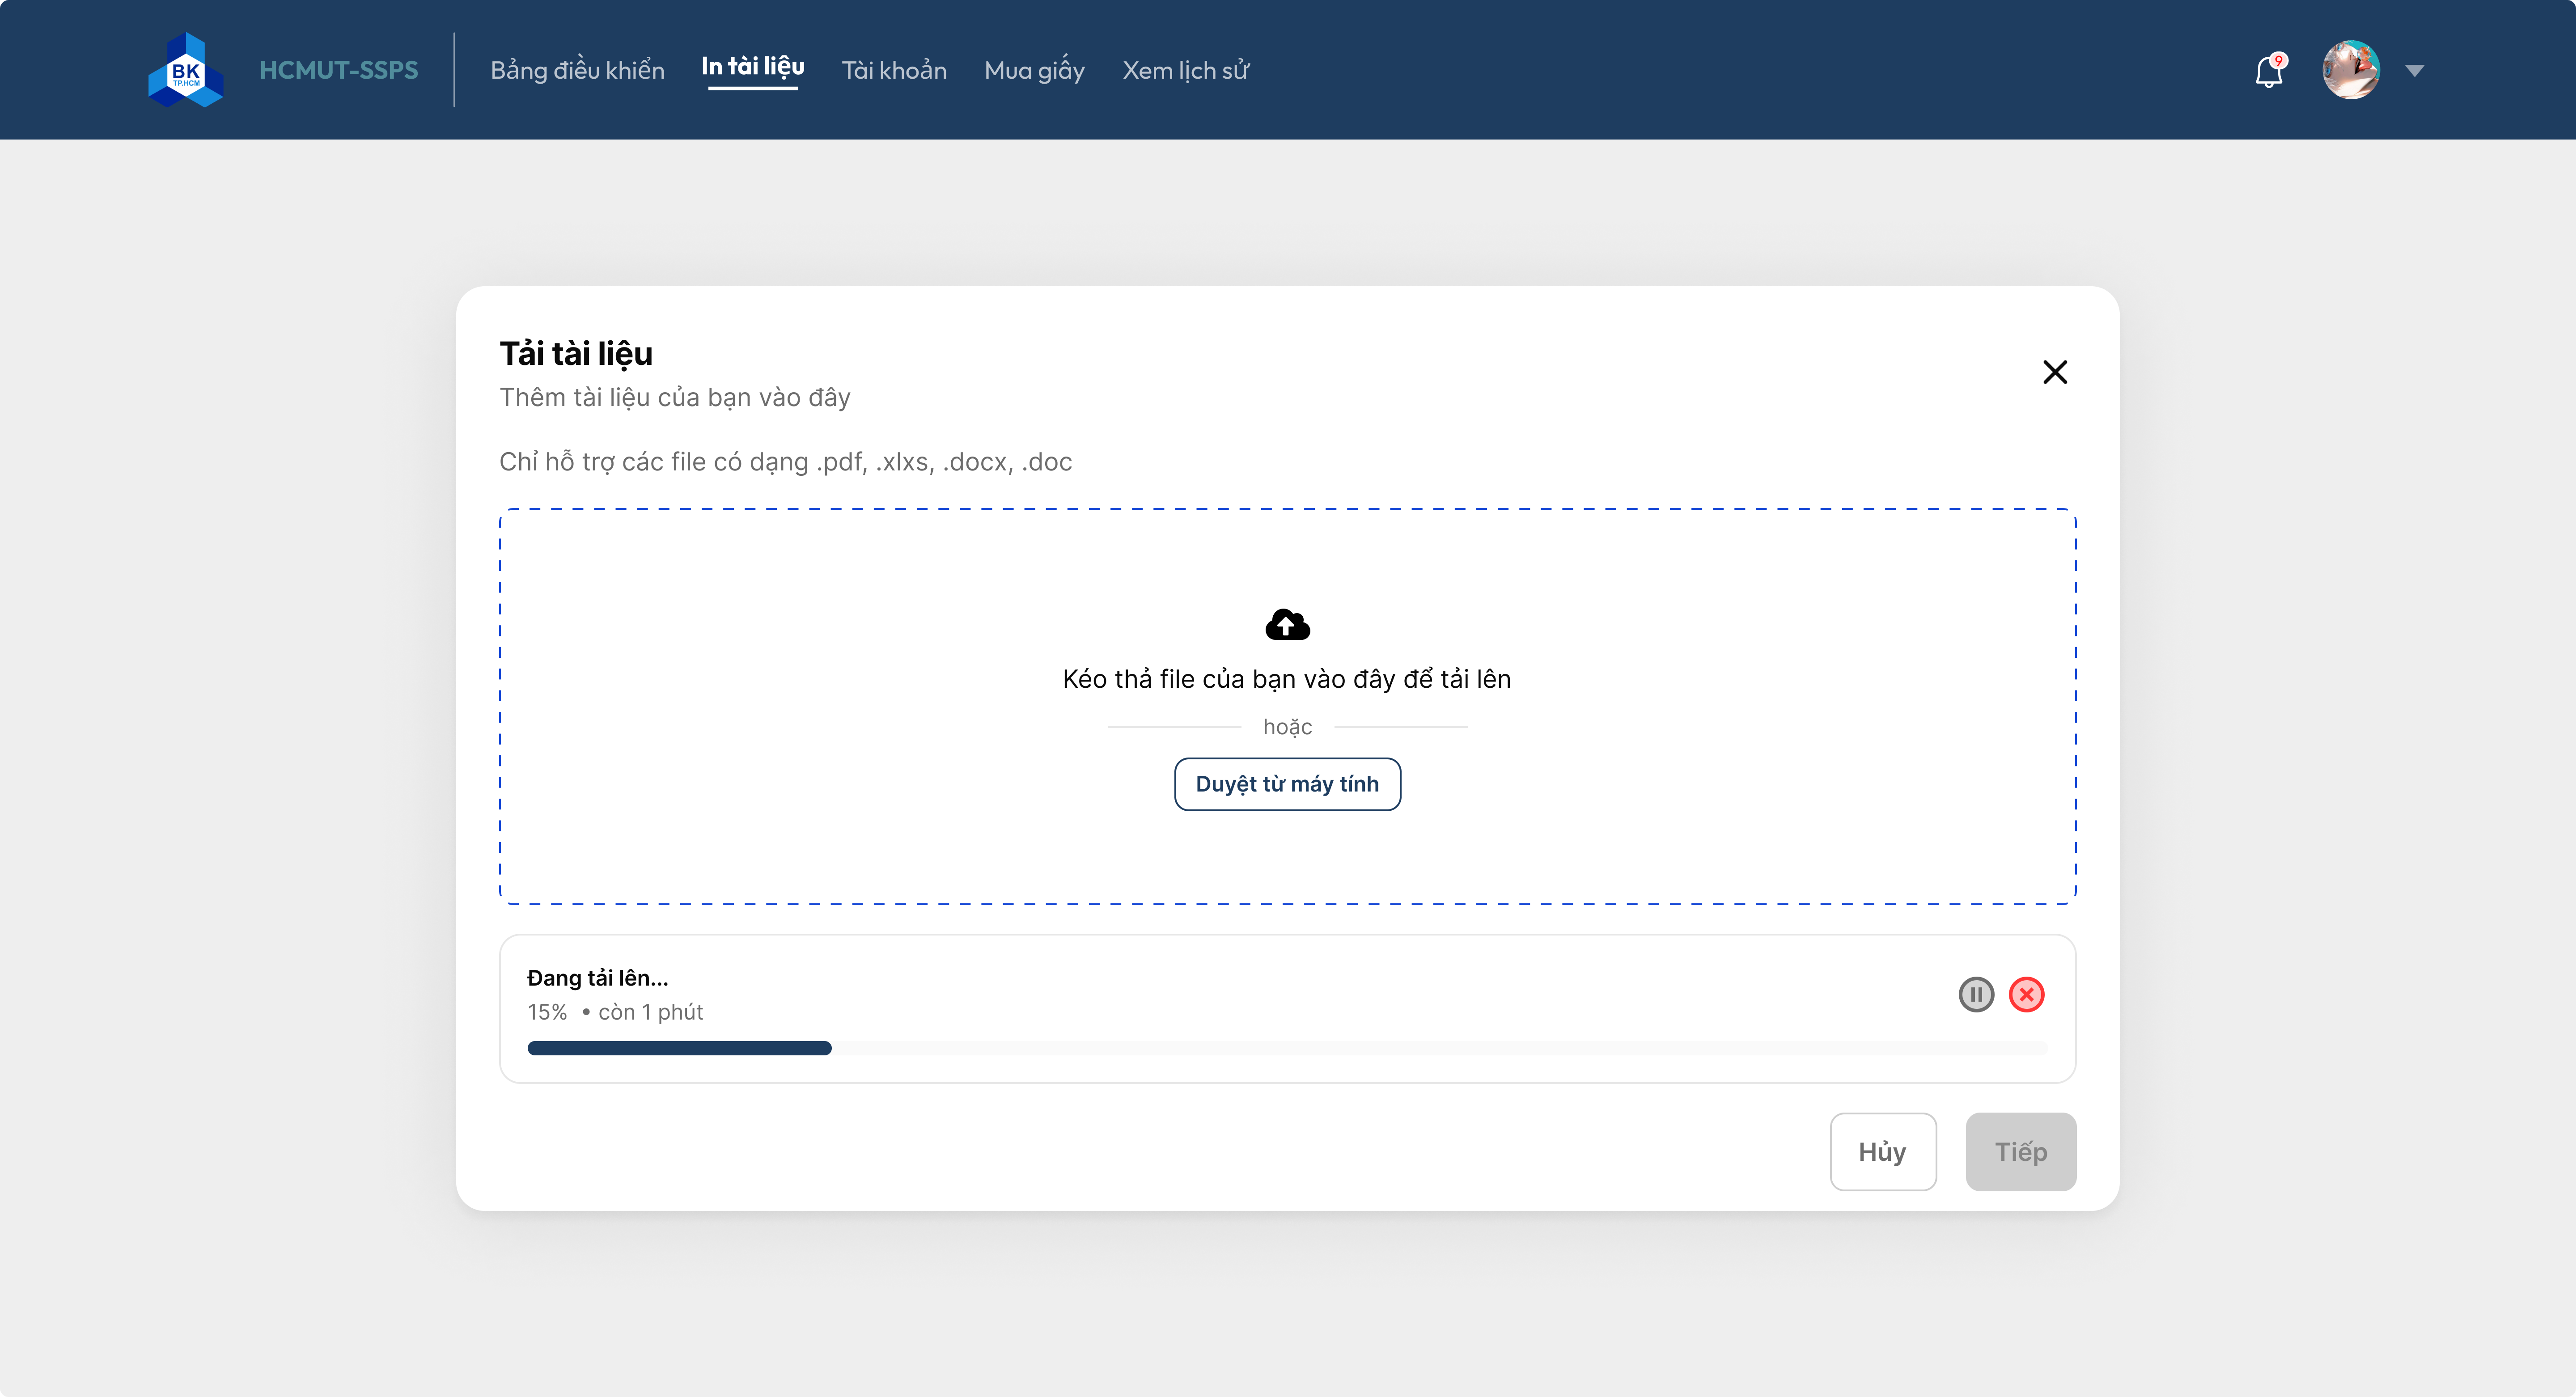 BK
TP.HCM
HCMUT-SSPS
Bảng điều khiển
In tài liệu
Tài khoản
Mua giấy
Xem lịch sử
9
Tải tài liệu
Thêm tài liệu của bạn vào đây
Chỉ hỗ trợ các file có dạng .pdf, .xlxs, .docx, .doc
Kéo thả file của bạn vào đây để tải lên
hoặc
Duyệt từ máy tính
Đang tải lên...
15% • còn 1 phút
Hủy
Tiếp